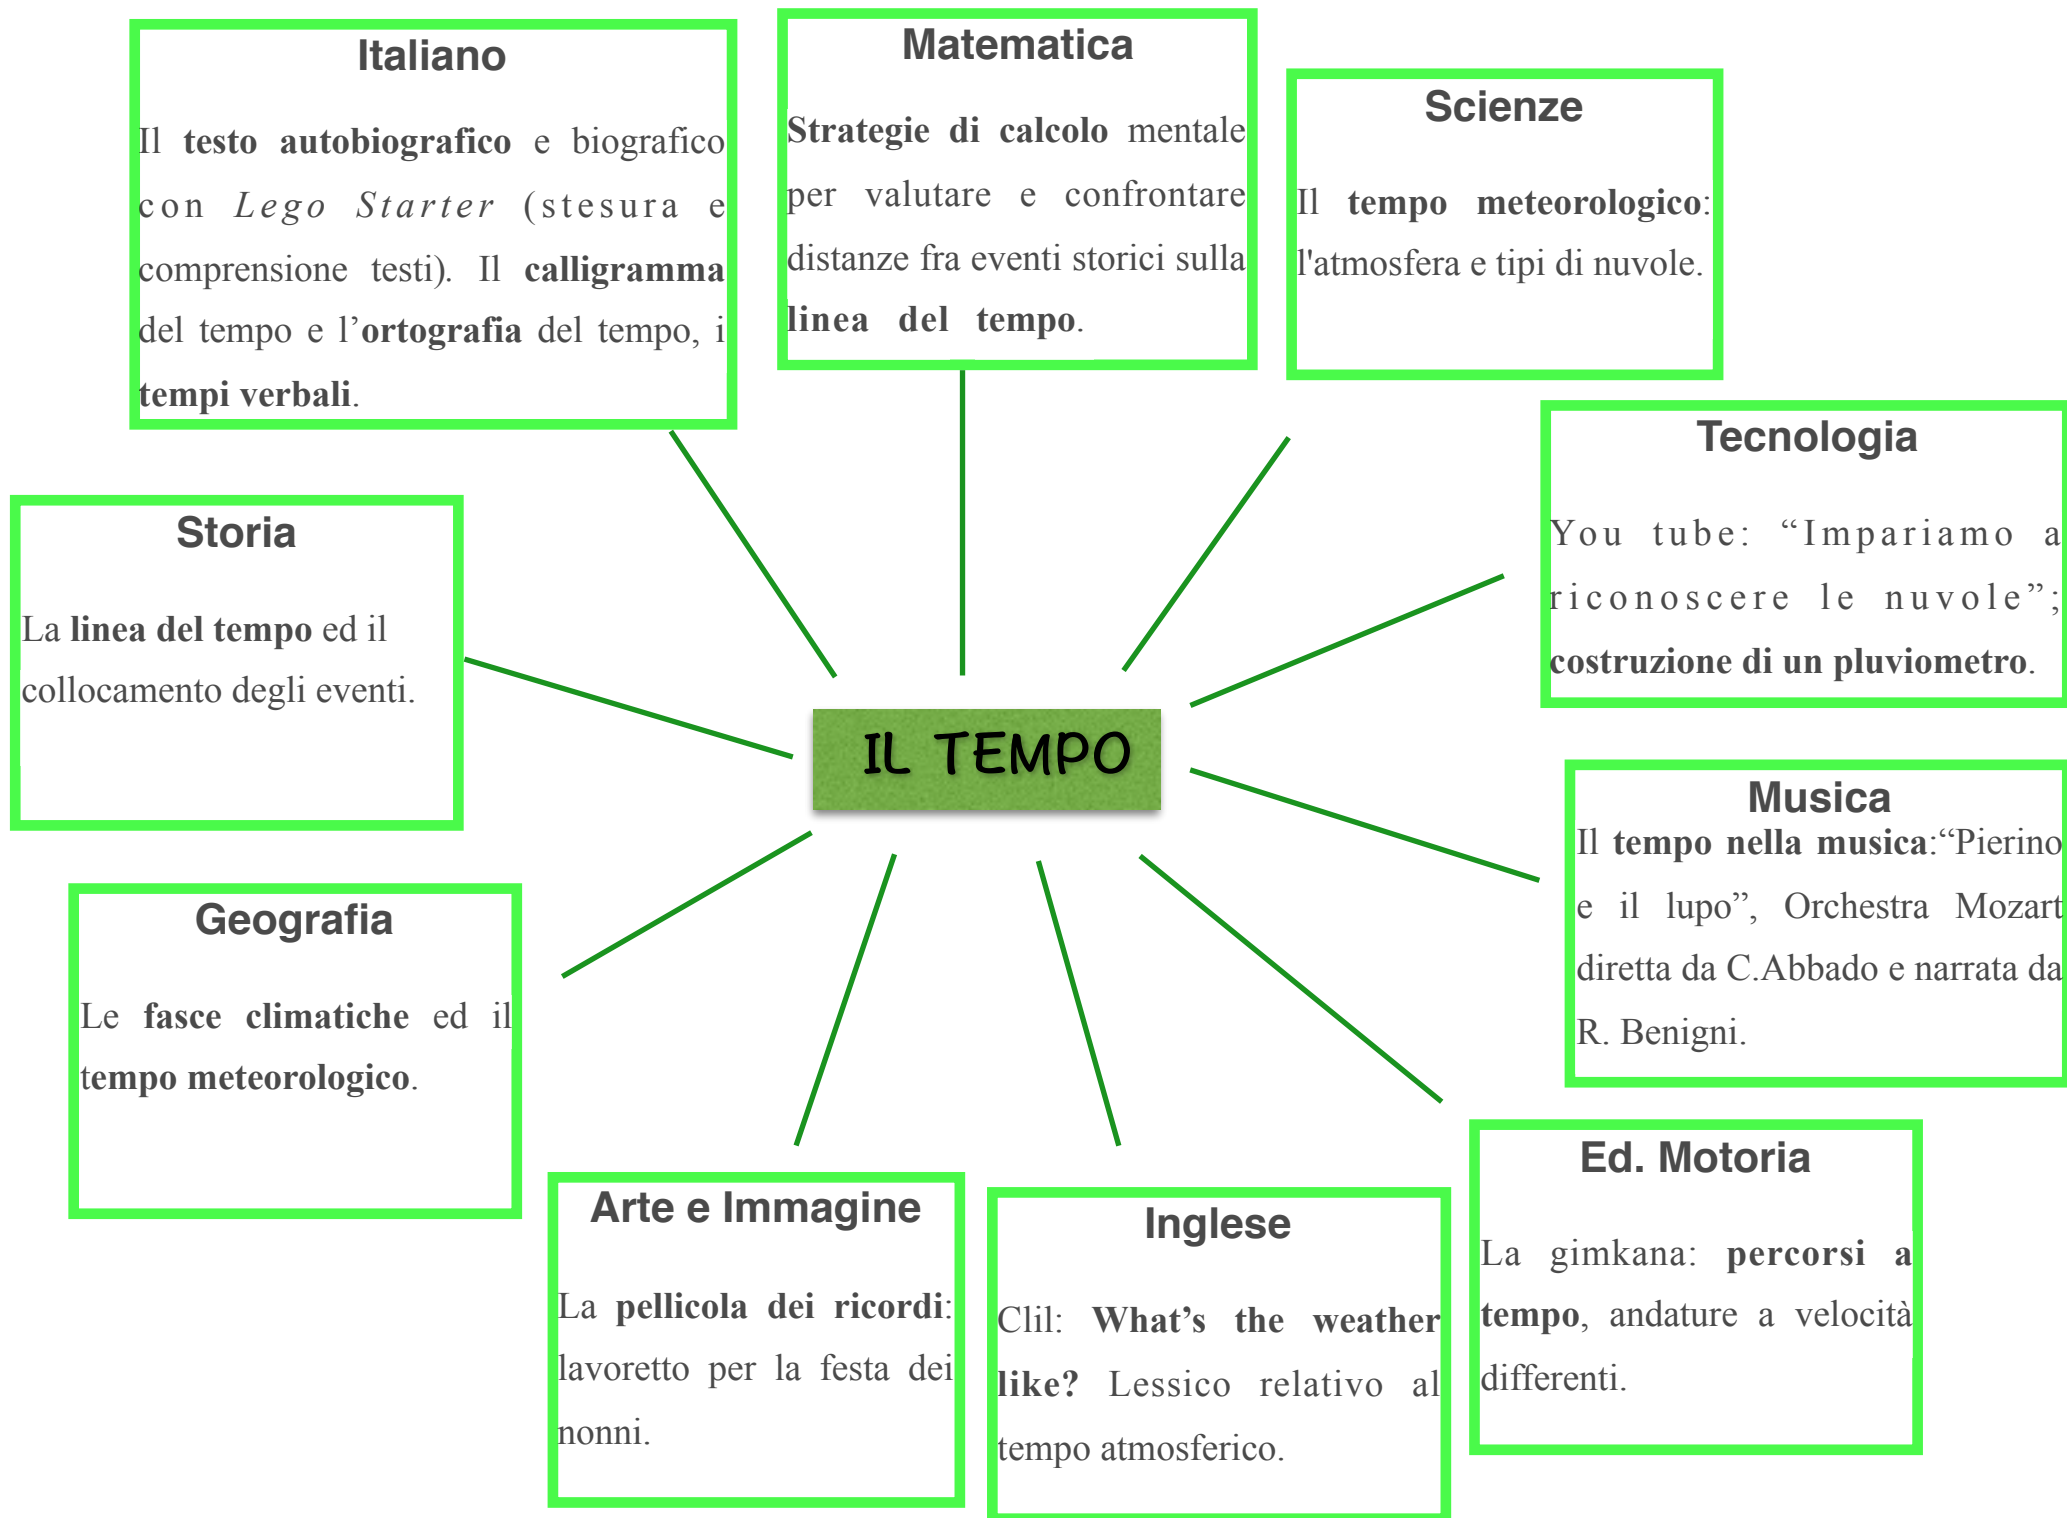 Italiano
Il testo autobiografico e biografico
con Lego Starter (stesura e
comprensione testi). Il calligramma
del tempo e l’ortografia del tempo, i
tempi verbali.
Matematica
Strategie di calcolo mentale
per valutare e confrontare
distanze fra eventi storici sulla
linea del tempo.
Scienze
Il tempo meteorologico:
l'atmosfera e tipi di nuvole.
Tecnologia
You tube: “Impariamo a
riconoscere le nuvole”;
costruzione di un pluviometro.
Storia
La linea del tempo ed il
collocamento degli eventi.
IL TEMPO
Musica
Il tempo nella musica:“Pierino
e il lupo”, Orchestra Mozart
diretta da C.Abbado e narrata da
R. Benigni.
Geografia
Le fasce climatiche ed il
tempo meteorologico.
Arte e Immagine
La pellicola dei ricordi:
lavoretto per la festa dei
nonni.
Inglese
Clil: What’s the weather
like? Lessico relativo al
tempo atmosferico.
Ed. Motoria
La gimkana: percorsi a
tempo, andature a velocità
differenti.